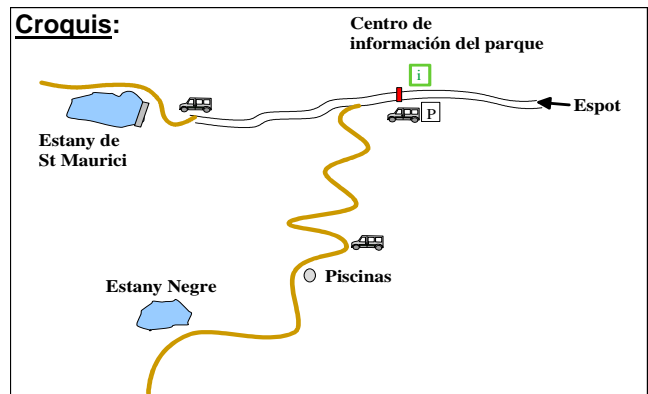 Croquis:
Centro de
información del parque
i
P
Espot
Estany de
St Maurici
Piscinas
Estany Negre